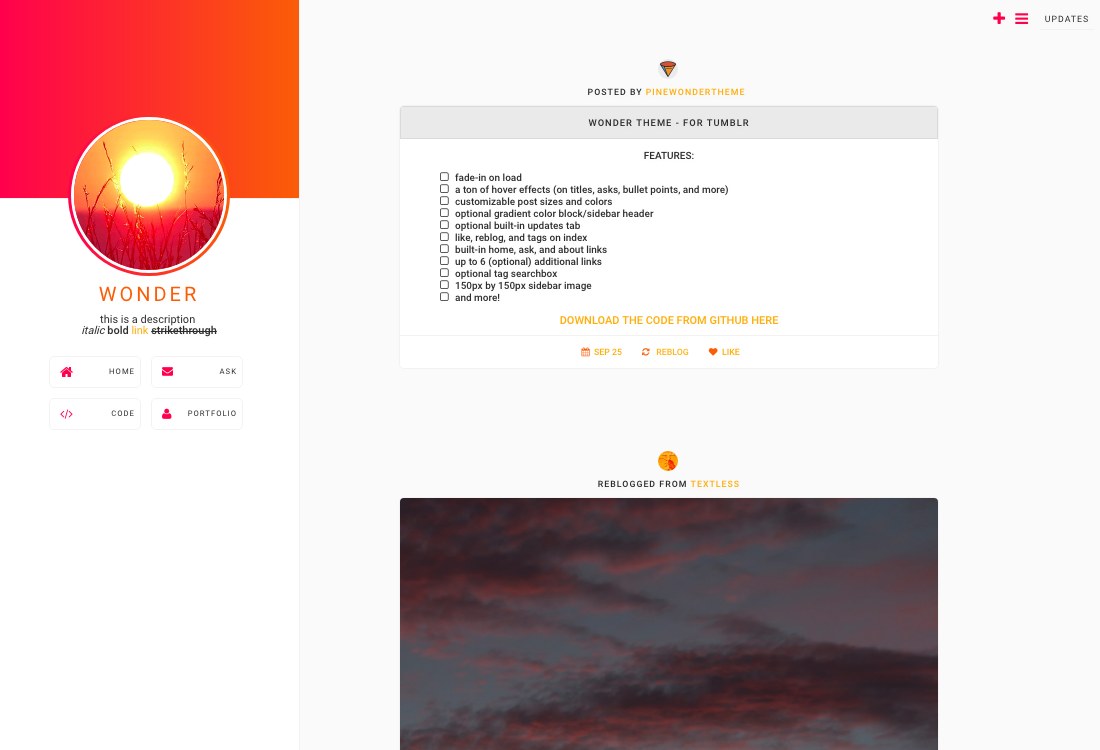 UPDATES
WONDER
this is a description
italic bold link strikethrough
HOME
ASK
CODE
PORTFOLIO
POSTED BY PINEWONDERTHEME
WONDER THEME - FOR TUMBLR
FEATURES:
fade-in on load
a ton of hover effects (on titles, asks, bullet points, and more)
customizable post sizes and colors
optional gradient color block/sidebar header
optional built-in updates tab
like, reblog, and tags on index
built-in home, ask, and about links
up to 6 (optional) additional links
optional tag searchbox
150px by 150px sidebar image
and more!
DOWNLOAD THE CODE FROM GITHUB HERE
SEP 25 REBLOG LIKE
REBLOGGED FROM TEXTLESS